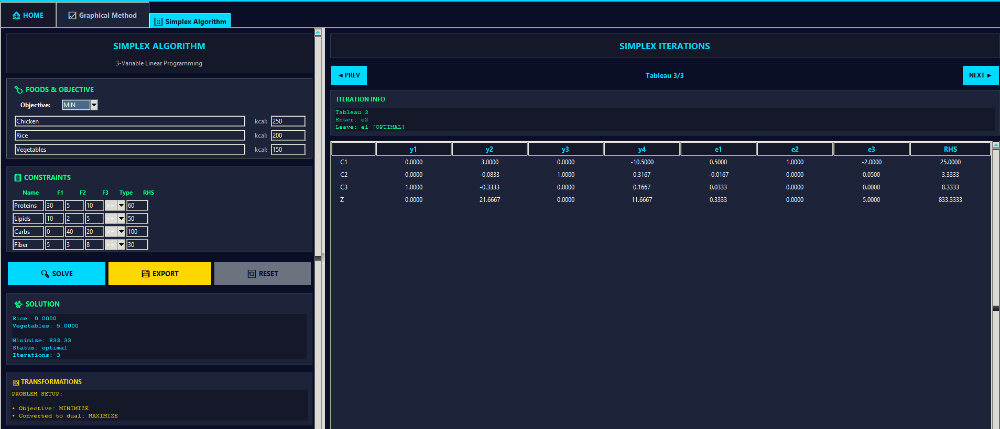 HOME
Graphical Method
Simplex Algorithm
SIMPLEX ALGORITHM
3-Variable Linear Programming
FOODS & OBJECTIVE
Objective: MIN
Chicken kcal: 250
Rice kcal: 200
Vegetables kcal: 150
CONSTRAINTS
Name F1 F2 F3 Type RHS
Proteins 30 5 10 >= 60
Lipids 10 2 5 <= 50
Carbs 0 40 20 >= 100
Fiber 5 3 8 >= 30
SOLVE
EXPORT
RESET
SOLUTION
Rice: 0.0000
Vegetables: 5.0000
Minimize: 833.33
Status: optimal
Iterations: 3
TRANSFORMATIONS
PROBLEM SETUP:
• Objective: MINIMIZE
• Converted to dual: MAXIMIZE
SIMPLEX ITERATIONS
◄ PREV
Tableau 3/3
NEXT ►
ITERATION INFO
Tableau 3
Enter: e2
Leave: e1 [OPTIMAL]
y1 y2 y3 y4 e1 e2 e3 RHS
C1 0.0000 3.0000 0.0000 -10.5000 0.5000 1.0000 -2.0000 25.0000
C2 0.0000 -0.0833 1.0000 0.3167 -0.0167 0.0000 0.0500 3.3333
C3 1.0000 -0.3333 0.0000 0.1667 0.0333 0.0000 0.0000 8.3333
Z 0.0000 21.6667 0.0000 11.6667 0.3333 0.0000 5.0000 833.3333